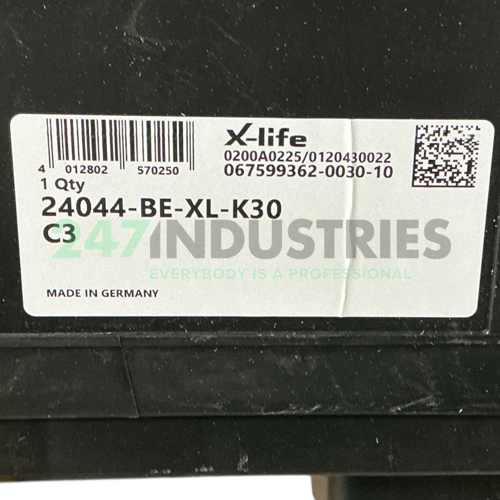 X-life
0200A0225/0120430022
067599362-0030-10
4 012802 570250
1 Qty
24044-BE-XL-K30
C3
247INDUSTRIES
EVERYBODY IS A PROFESSIONAL
MADE IN GERMANY